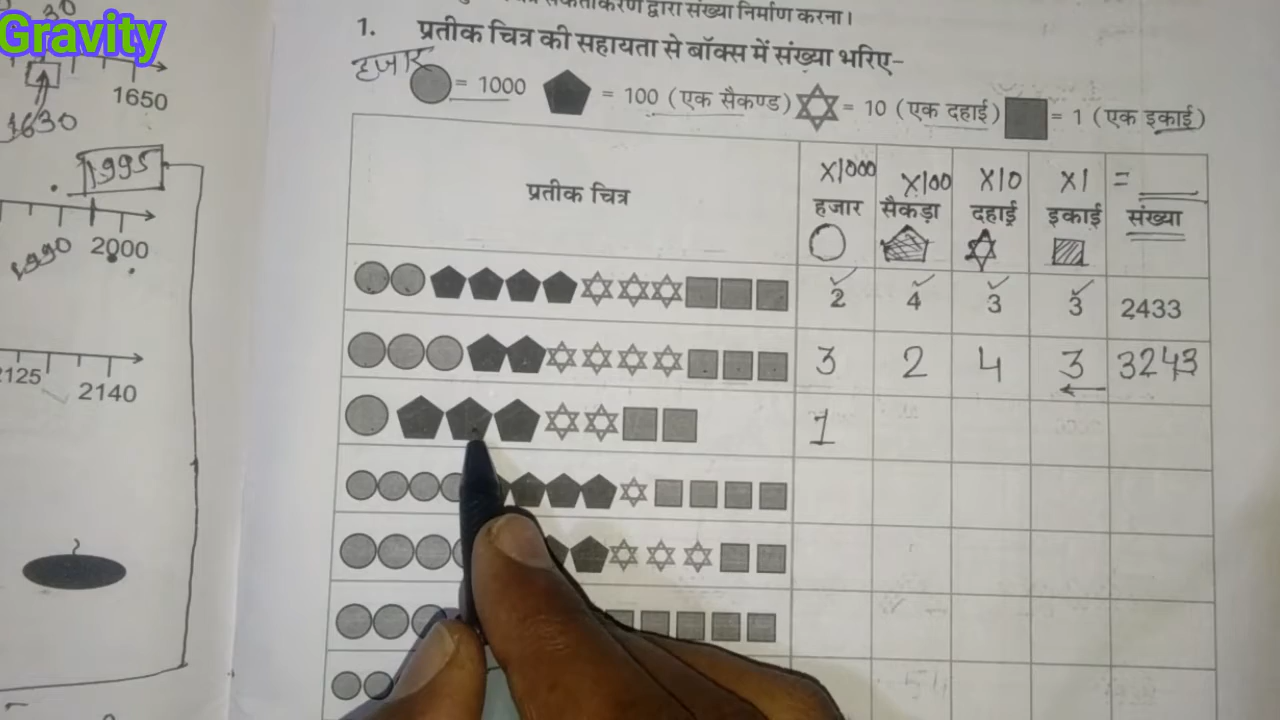 Gravity
30
1650
1630
1995
1990
2000
2125
2140
द्वारा संख्या निर्माण करना।
1. प्रतीक चित्र की सहायता से बॉक्स में संख्या भरिए–
हजार
= 1000 = 100 (एक सैकण्ड) = 10 (एक दहाई) = 1 (एक इकाई)
प्रतीक चित्र
X1000 X100 X10 X1 =
हजार सैकड़ा दहाई इकाई संख्या
2 4 3 3 2433
3 2 4 3 3243
1